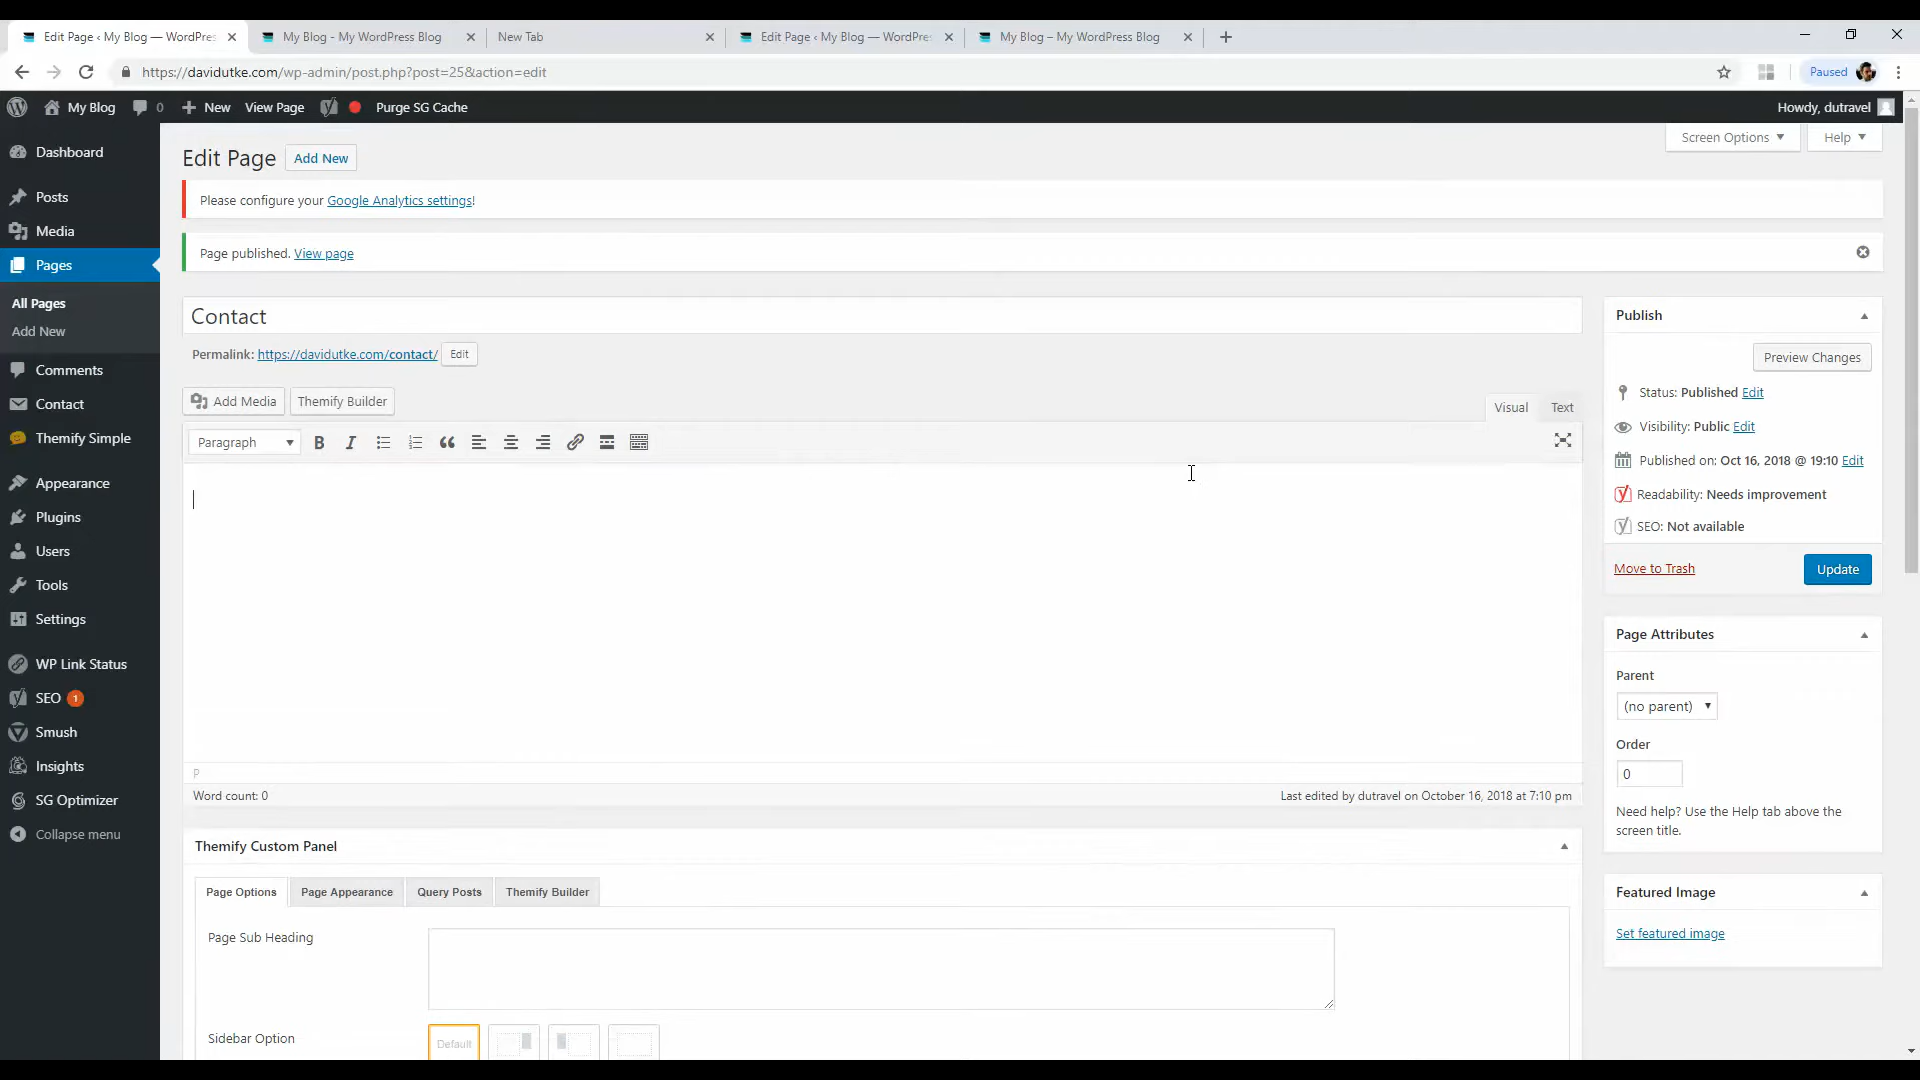 Edit Page ‹ My Blog — WordPres
My Blog - My WordPress Blog
New Tab
Edit Page ‹ My Blog — WordPre
My Blog – My WordPress Blog
https://davidutke.com/wp-admin/post.php?post=25&action=edit
Paused
My Blog
0
New
View Page
Purge SG Cache
Howdy, dutravel
Dashboard
Posts
Media
Pages
All Pages
Add New
Comments
Contact
Themify Simple
Appearance
Plugins
Users
Tools
Settings
WP Link Status
SEO 1
Smush
Insights
SG Optimizer
Collapse menu
Screen Options
Help
Edit Page
Add New
Please configure your Google Analytics settings!
Page published. View page
Contact
Permalink: https://davidutke.com/contact/ Edit
Add Media
Themify Builder
Visual
Text
Paragraph
B
I
P
Word count: 0
Last edited by dutravel on October 16, 2018 at 7:10 pm
Themify Custom Panel
Page Options
Page Appearance
Query Posts
Themify Builder
Page Sub Heading
Sidebar Option
Default
Publish
Preview Changes
Status: Published Edit
Visibility: Public Edit
Published on: Oct 16, 2018 @ 19:10 Edit
Readability: Needs improvement
SEO: Not available
Move to Trash
Update
Page Attributes
Parent
(no parent)
Order
0
Need help? Use the Help tab above the
screen title.
Featured Image
Set featured image